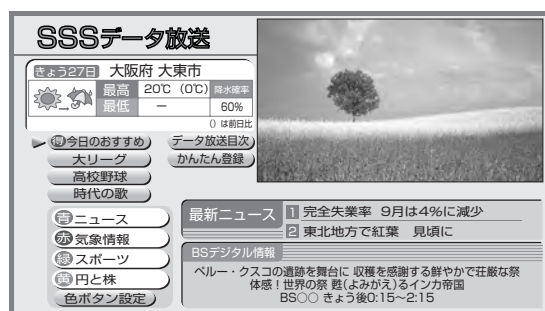 SSSデータ放送
きょう27日 大阪府 大東市
最高 20℃ (0℃) 降水確率
最低 － 60%
() は前日比
得今日のおすすめ データ放送目次
大リーグ かんたん登録
高校野球
時代の歌
青ニュース
赤気象情報
緑スポーツ
黄円と株
色ボタン設定
最新ニュース 1 完全失業率 9月は4%に減少
2 東北地方で紅葉 見頃に
BSデジタル情報
ペルー・クスコの遺跡を舞台に 収穫を感謝する鮮やかで荘厳な祭
体感！世界の祭 甦(よみがえ)るインカ帝国
BS○○ きょう後0:15～2:15